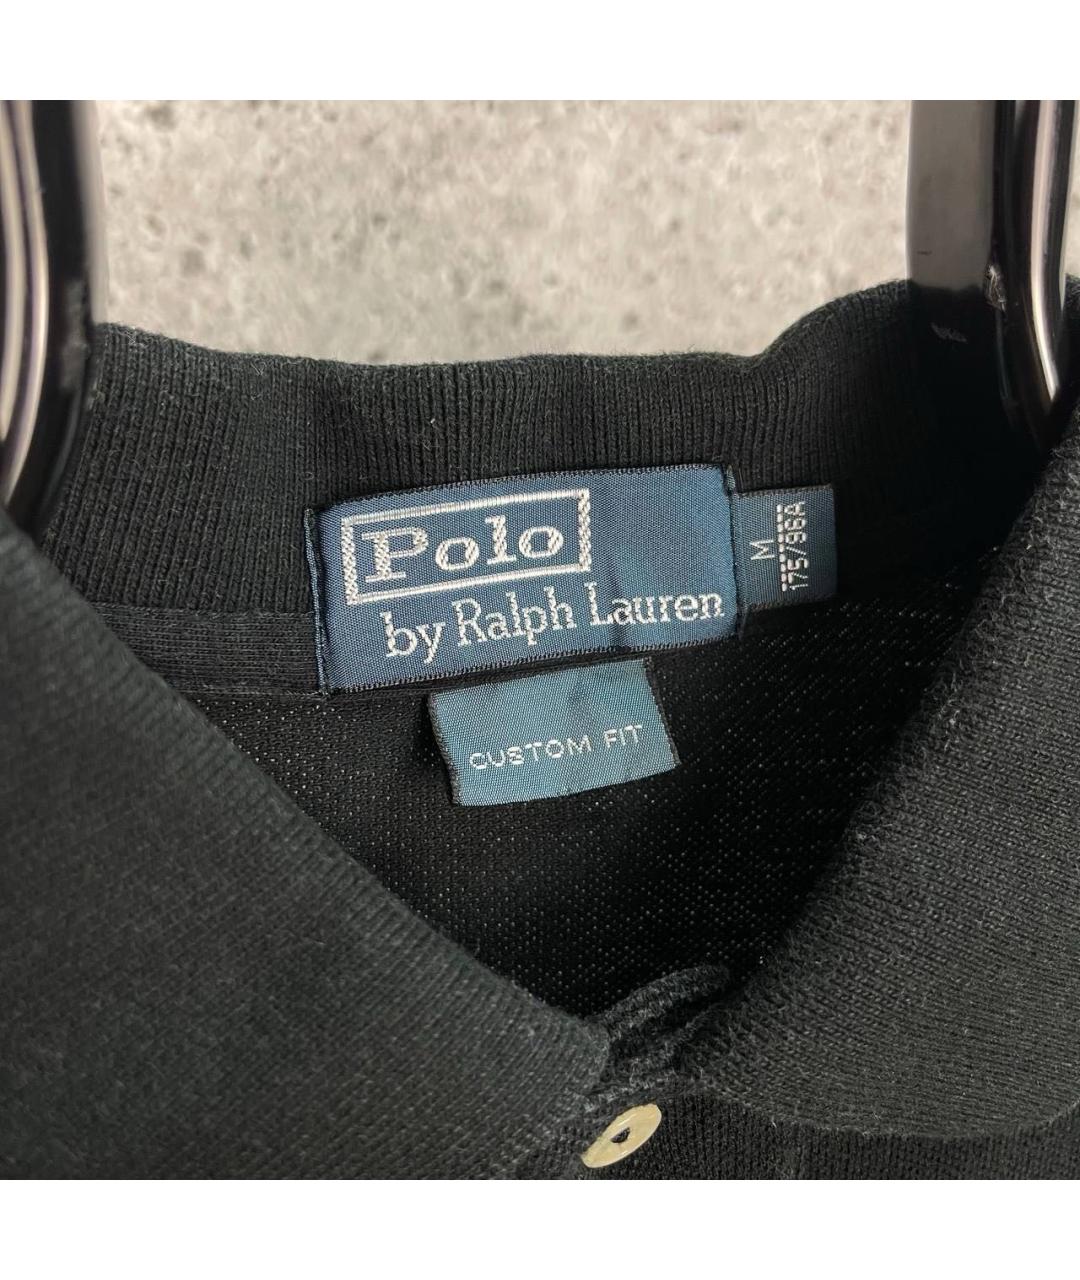 Polo
by Ralph Lauren
M
175/96A
CUSTOM FIT